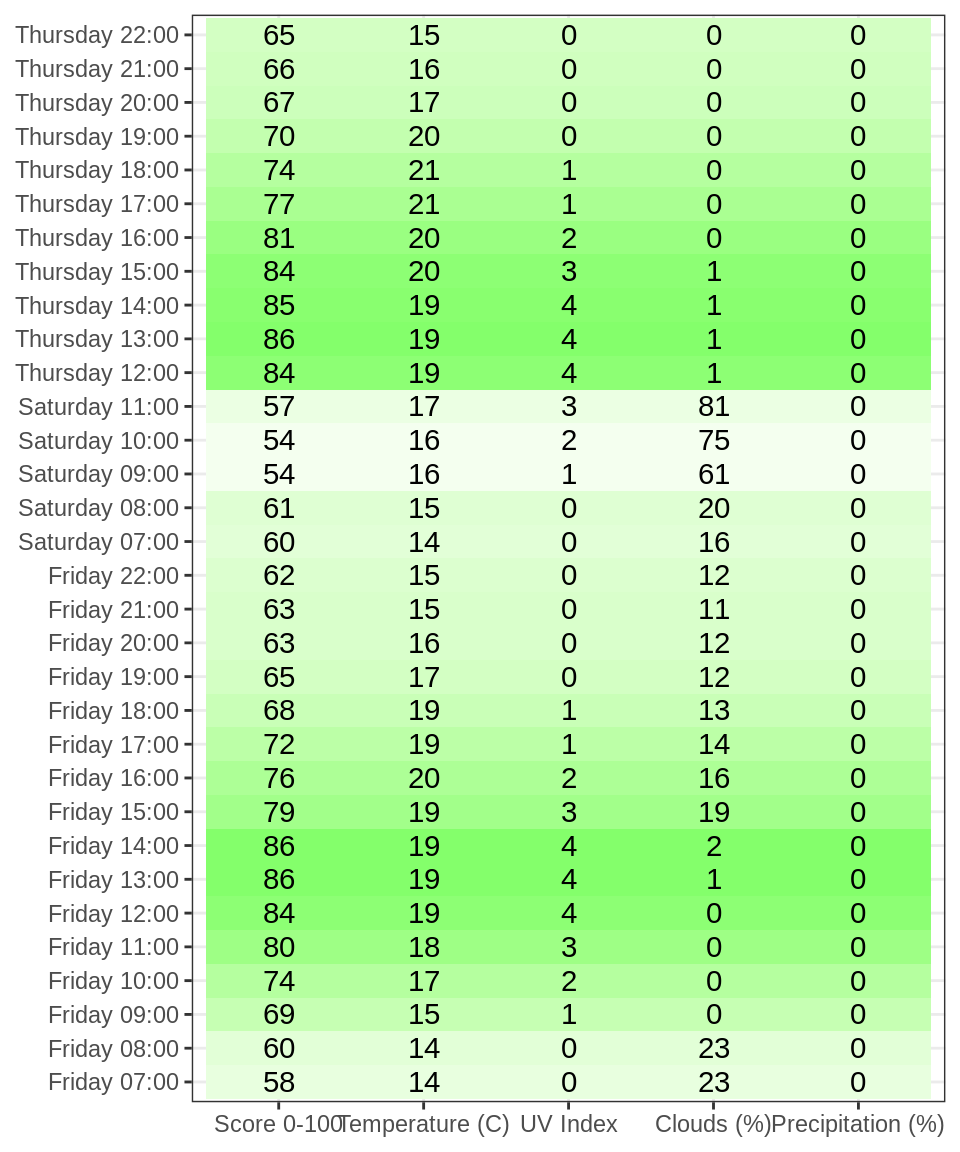 Thursday 22:00 65 15 0 0 0
Thursday 21:00 66 16 0 0 0
Thursday 20:00 67 17 0 0 0
Thursday 19:00 70 20 0 0 0
Thursday 18:00 74 21 1 0 0
Thursday 17:00 77 21 1 0 0
Thursday 16:00 81 20 2 0 0
Thursday 15:00 84 20 3 1 0
Thursday 14:00 85 19 4 1 0
Thursday 13:00 86 19 4 1 0
Thursday 12:00 84 19 4 1 0
Saturday 11:00 57 17 3 81 0
Saturday 10:00 54 16 2 75 0
Saturday 09:00 54 16 1 61 0
Saturday 08:00 61 15 0 20 0
Saturday 07:00 60 14 0 16 0
Friday 22:00 62 15 0 12 0
Friday 21:00 63 15 0 11 0
Friday 20:00 63 16 0 12 0
Friday 19:00 65 17 0 12 0
Friday 18:00 68 19 1 13 0
Friday 17:00 72 19 1 14 0
Friday 16:00 76 20 2 16 0
Friday 15:00 79 19 3 19 0
Friday 14:00 86 19 4 2 0
Friday 13:00 86 19 4 1 0
Friday 12:00 84 19 4 0 0
Friday 11:00 80 18 3 0 0
Friday 10:00 74 17 2 0 0
Friday 09:00 69 15 1 0 0
Friday 08:00 60 14 0 23 0
Friday 07:00 58 14 0 23 0
Score 0-100 Temperature (C) UV Index Clouds (%) Precipitation (%)